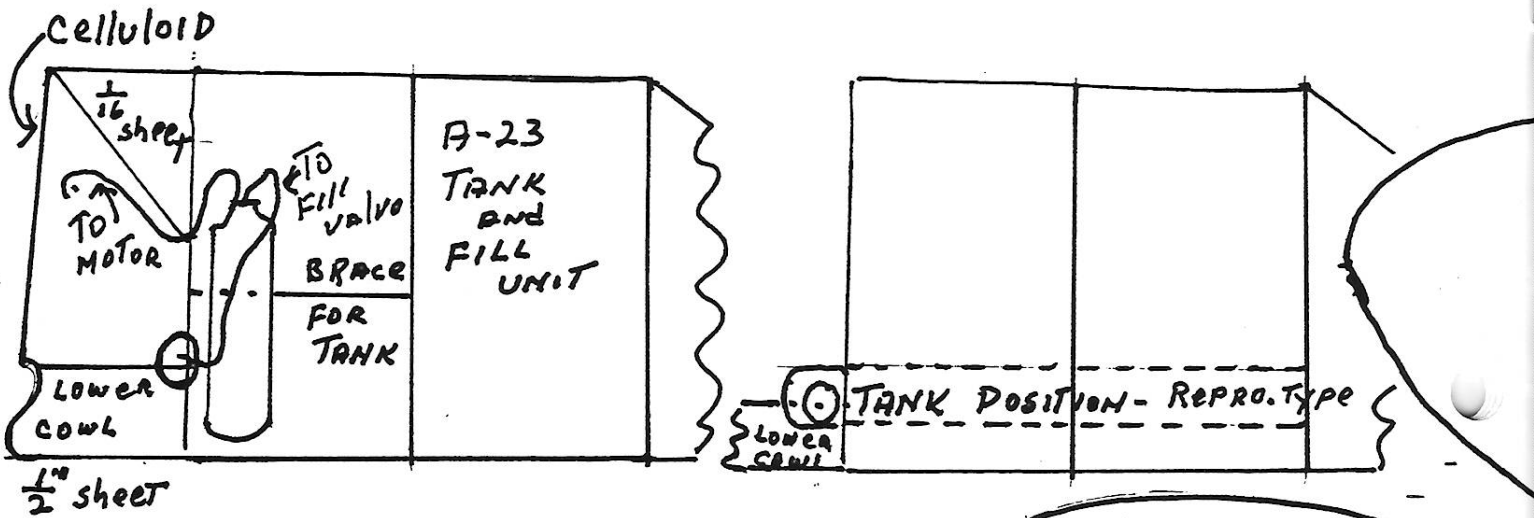 CelluloID
1/16
sheet
TO
MOTOR
TO
Fill
VALVO
BRACE
FOR
TANK
A-23
TANK
and
FILL
UNIT
LOWER
COWL
1/2" sheet
TANK POSITION - REPRO. TYPE
LOWER
COWL